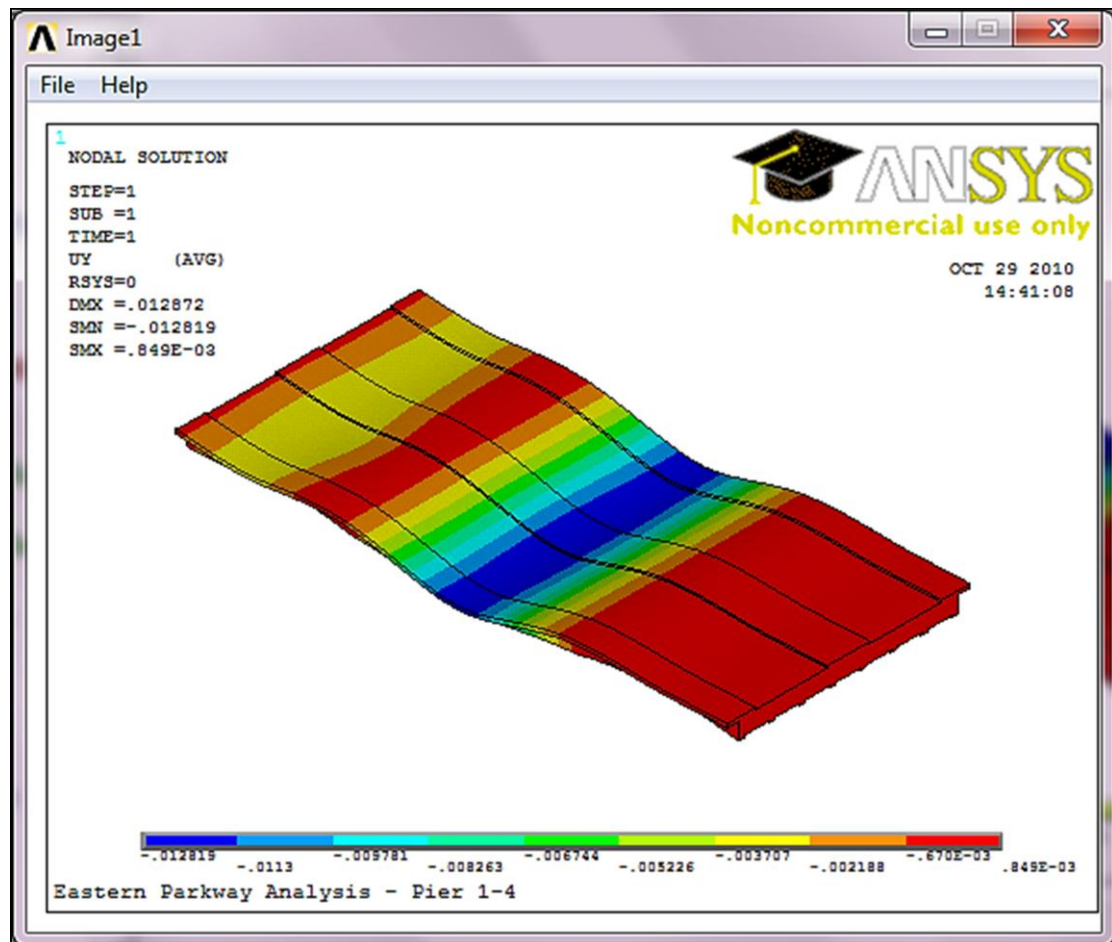 Image1
File Help
1
NODAL SOLUTION
STEP=1
SUB =1
TIME=1
UY (AVG)
RSYS=0
DMX =.012872
SMN =-.012819
SMX =.849E-03
ANSYS
Noncommercial use only
OCT 29 2010
14:41:08
-.012819 -.009781 -.006744 -.003707 -.670E-03
-.0113 -.008263 -.005226 -.002188 .849E-03
Eastern Parkway Analysis - Pier 1-4